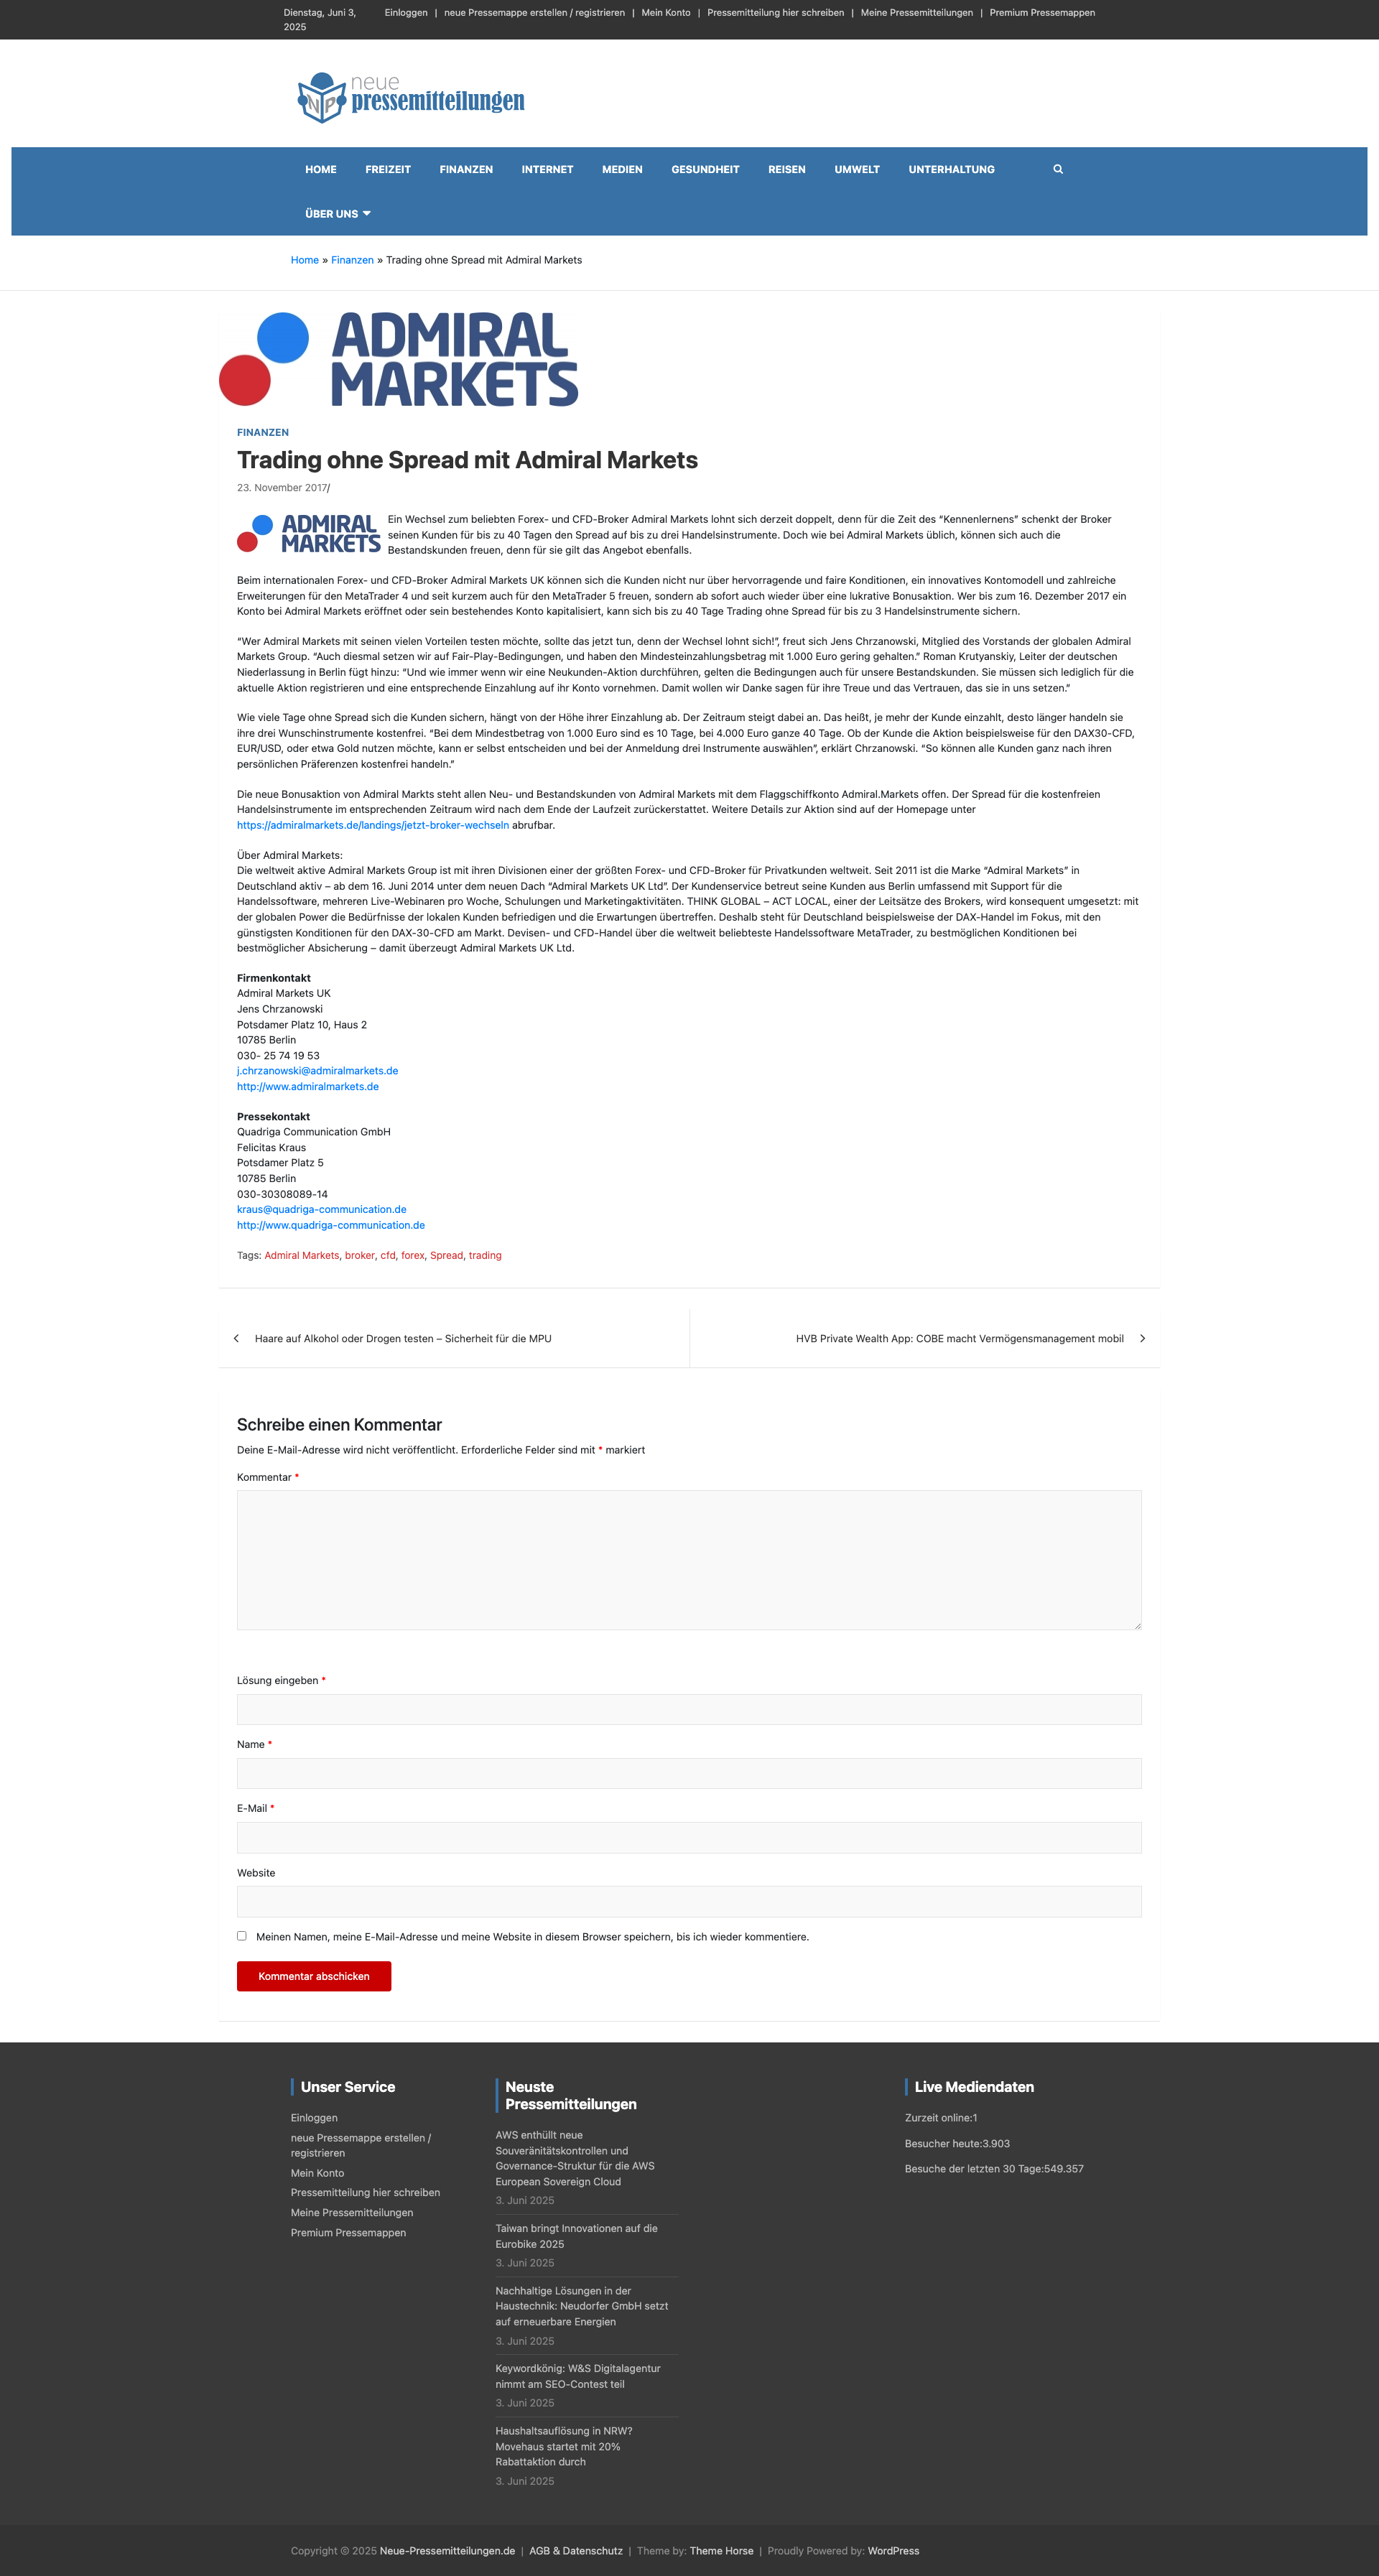 Dienstag, Juni 3,
2025
Einloggen | neue Pressemappe erstellen / registrieren | Mein Konto | Pressemitteilung hier schreiben | Meine Pressemitteilungen | Premium Pressemappen
NP neue
pressemitteilungen
HOME FREIZEIT FINANZEN INTERNET MEDIEN GESUNDHEIT REISEN UMWELT UNTERHALTUNG
ÜBER UNS
Home » Finanzen » Trading ohne Spread mit Admiral Markets
ADMIRAL
MARKETS
FINANZEN
Trading ohne Spread mit Admiral Markets
23. November 2017/
ADMIRAL
MARKETS
Ein Wechsel zum beliebten Forex- und CFD-Broker Admiral Markets lohnt sich derzeit doppelt, denn für die Zeit des “Kennenlernens” schenkt der Broker
seinen Kunden für bis zu 40 Tagen den Spread auf bis zu drei Handelsinstrumente. Doch wie bei Admiral Markets üblich, können sich auch die
Bestandskunden freuen, denn für sie gilt das Angebot ebenfalls.
Beim internationalen Forex- und CFD-Broker Admiral Markets UK können sich die Kunden nicht nur über hervorragende und faire Konditionen, ein innovatives Kontomodell und zahlreiche
Erweiterungen für den MetaTrader 4 und seit kurzem auch für den MetaTrader 5 freuen, sondern ab sofort auch wieder über eine lukrative Bonusaktion. Wer bis zum 16. Dezember 2017 ein
Konto bei Admiral Markets eröffnet oder sein bestehendes Konto kapitalisiert, kann sich bis zu 40 Tage Trading ohne Spread für bis zu 3 Handelsinstrumente sichern.
“Wer Admiral Markets mit seinen vielen Vorteilen testen möchte, sollte das jetzt tun, denn der Wechsel lohnt sich!”, freut sich Jens Chrzanowski, Mitglied des Vorstands der globalen Admiral
Markets Group. “Auch diesmal setzen wir auf Fair-Play-Bedingungen, und haben den Mindesteinzahlungsbetrag mit 1.000 Euro gering gehalten.” Roman Krutyanskiy, Leiter der deutschen
Niederlassung in Berlin fügt hinzu: “Und wie immer wenn wir eine Neukunden-Aktion durchführen, gelten die Bedingungen auch für unsere Bestandskunden. Sie müssen sich lediglich für die
aktuelle Aktion registrieren und eine entsprechende Einzahlung auf ihr Konto vornehmen. Damit wollen wir Danke sagen für ihre Treue und das Vertrauen, das sie in uns setzen.”
Wie viele Tage ohne Spread sich die Kunden sichern, hängt von der Höhe ihrer Einzahlung ab. Der Zeitraum steigt dabei an. Das heißt, je mehr der Kunde einzahlt, desto länger handeln sie
ihre drei Wunschinstrumente kostenfrei. “Bei dem Mindestbetrag von 1.000 Euro sind es 10 Tage, bei 4.000 Euro ganze 40 Tage. Ob der Kunde die Aktion beispielsweise für den DAX30-CFD,
EUR/USD, oder etwa Gold nutzen möchte, kann er selbst entscheiden und bei der Anmeldung drei Instrumente auswählen”, erklärt Chrzanowski. “So können alle Kunden ganz nach ihren
persönlichen Präferenzen kostenfrei handeln.”
Die neue Bonusaktion von Admiral Markts steht allen Neu- und Bestandskunden von Admiral Markets mit dem Flaggschiffkonto Admiral.Markets offen. Der Spread für die kostenfreien
Handelsinstrumente im entsprechenden Zeitraum wird nach dem Ende der Laufzeit zurückerstattet. Weitere Details zur Aktion sind auf der Homepage unter
https://admiralmarkets.de/landings/jetzt-broker-wechseln abrufbar.
Über Admiral Markets:
Die weltweit aktive Admiral Markets Group ist mit ihren Divisionen einer der größten Forex- und CFD-Broker für Privatkunden weltweit. Seit 2011 ist die Marke “Admiral Markets” in
Deutschland aktiv – ab dem 16. Juni 2014 unter dem neuen Dach “Admiral Markets UK Ltd”. Der Kundenservice betreut seine Kunden aus Berlin umfassend mit Support für die
Handelssoftware, mehreren Live-Webinaren pro Woche, Schulungen und Marketingaktivitäten. THINK GLOBAL – ACT LOCAL, einer der Leitsätze des Brokers, wird konsequent umgesetzt: mit
der globalen Power die Bedürfnisse der lokalen Kunden befriedigen und die Erwartungen übertreffen. Deshalb steht für Deutschland beispielsweise der DAX-Handel im Fokus, mit den
günstigsten Konditionen für den DAX-30-CFD am Markt. Devisen- und CFD-Handel über die weltweit beliebteste Handelssoftware MetaTrader, zu bestmöglichen Konditionen bei
bestmöglicher Absicherung – damit überzeugt Admiral Markets UK Ltd.
Firmenkontakt
Admiral Markets UK
Jens Chrzanowski
Potsdamer Platz 10, Haus 2
10785 Berlin
030- 25 74 19 53
j.chrzanowski@admiralmarkets.de
http://www.admiralmarkets.de
Pressekontakt
Quadriga Communication GmbH
Felicitas Kraus
Potsdamer Platz 5
10785 Berlin
030-30308089-14
kraus@quadriga-communication.de
http://www.quadriga-communication.de
Tags: Admiral Markets, broker, cfd, forex, Spread, trading
Haare auf Alkohol oder Drogen testen – Sicherheit für die MPU
HVB Private Wealth App: COBE macht Vermögensmanagement mobil
Schreibe einen Kommentar
Deine E-Mail-Adresse wird nicht veröffentlicht. Erforderliche Felder sind mit * markiert
Kommentar *
Lösung eingeben *
Name *
E-Mail *
Website
Meinen Namen, meine E-Mail-Adresse und meine Website in diesem Browser speichern, bis ich wieder kommentiere.
Kommentar abschicken
Unser Service
Einloggen
neue Pressemappe erstellen /
registrieren
Mein Konto
Pressemitteilung hier schreiben
Meine Pressemitteilungen
Premium Pressemappen
Neuste
Pressemitteilungen
AWS enthüllt neue
Souveränitätskontrollen und
Governance-Struktur für die AWS
European Sovereign Cloud
3. Juni 2025
Taiwan bringt Innovationen auf die
Eurobike 2025
3. Juni 2025
Nachhaltige Lösungen in der
Haustechnik: Neudorfer GmbH setzt
auf erneuerbare Energien
3. Juni 2025
Keywordkönig: W&S Digitalagentur
nimmt am SEO-Contest teil
3. Juni 2025
Haushaltsauflösung in NRW?
Movehaus startet mit 20%
Rabattaktion durch
3. Juni 2025
Live Mediendaten
Zurzeit online:1
Besucher heute:3.903
Besuche der letzten 30 Tage:549.357
Copyright © 2025 Neue-Pressemitteilungen.de | AGB & Datenschutz | Theme by: Theme Horse | Proudly Powered by: WordPress